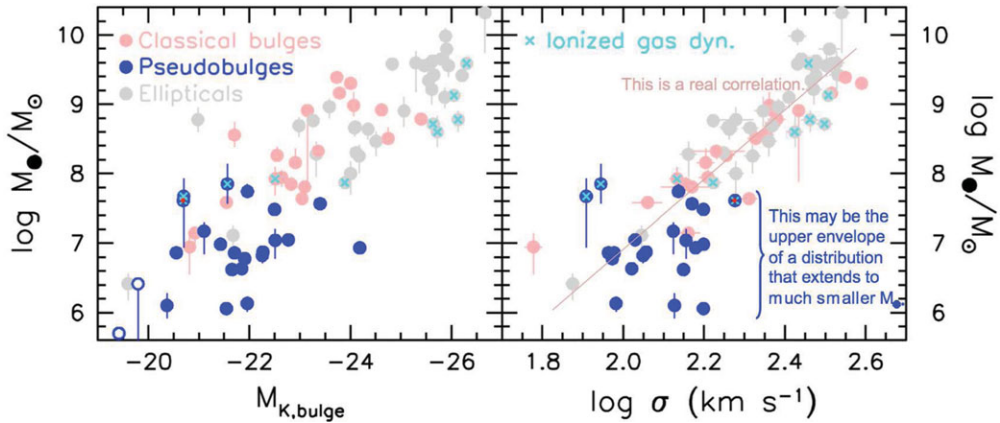 10
9
8
7
6
log M●/M⊙
−20
−22
−24
−26
M K,bulge
Classical bulges
Pseudobulges
Ellipticals
× Ionized gas dyn.
This is a real correlation.
This may be the
upper envelope
of a distribution
that extends to
much smaller M●.
1.8
2.0
2.2
2.4
2.6
log σ (km s⁻¹)
10
9
8
7
6
log M●/M⊙